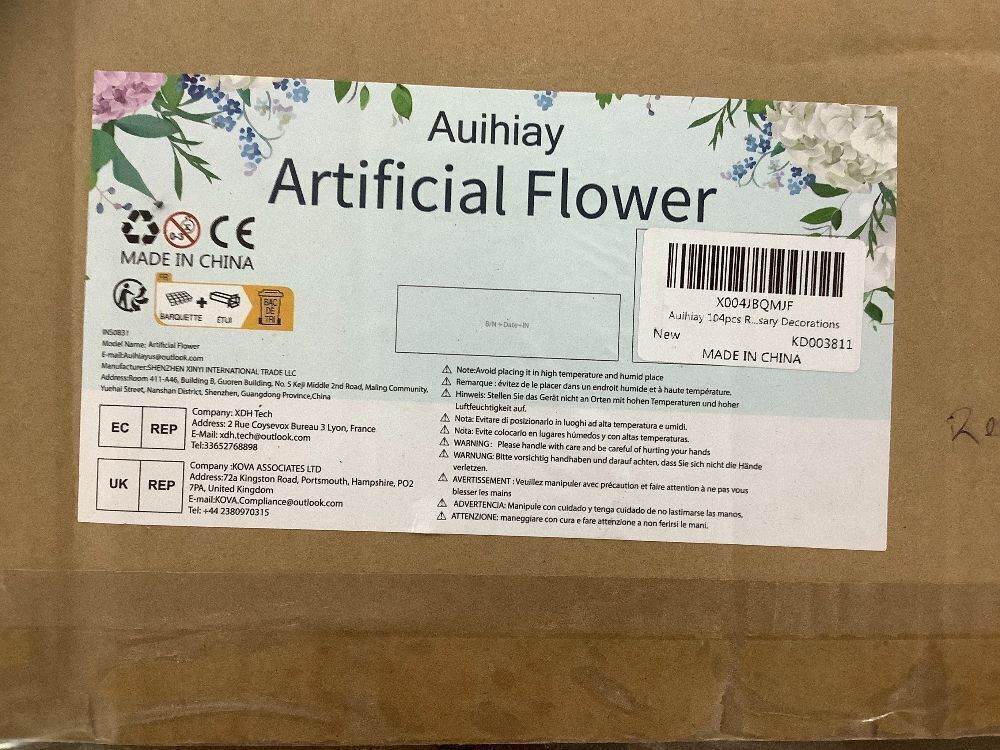 Auihiay
Artificial Flower
0-3
CE
MADE IN CHINA
FR
BARQUETTE + ÉTUI
BAC
DE
TRI
B/N+Date+IN
X004JBQMJF
Auihiay 104pcs R...sary Decorations
New
KD003811
MADE IN CHINA
INS0831
Model Name: Artificial Flower
E-mail:Auihiayus@outlook.com
Manufacturer:SHENZHEN XINYI INTERNATIONAL TRADE LLC
Address:Room 411-A46, Building B, Guoren Building, No. 5 Keji Middle 2nd Road, Maling Community,
Yuehai Street, Nanshan District, Shenzhen, Guangdong Province,China
EC REP
Company: XDH Tech
Address: 2 Rue Coysevox Bureau 3 Lyon, France
E-Mail: xdh.tech@outlook.com
Tel:33652768898
UK REP
Company :KOVA ASSOCIATES LTD
Address:72a Kingston Road, Portsmouth, Hampshire, PO2
7PA, United Kingdom
E-mail:KOVA.Compliance@outlook.com
Tel: +44 2380970315
Note:Avoid placing it in high temperature and humid place
Remarque : évitez de le placer dans un endroit humide et à haute température.
Hinweis: Stellen Sie das Gerät nicht an Orten mit hohen Temperaturen und hoher
Luftfeuchtigkeit auf.
Nota: Evitare di posizionarlo in luoghi ad alta temperatura e umidi.
Nota: Evite colocarlo en lugares húmedos y con altas temperaturas.
WARNING: Please handle with care and be careful of hurting your hands
WARNUNG: Bitte vorsichtig handhaben und darauf achten, dass Sie sich nicht die Hände
verletzen.
AVERTISSEMENT : Veuillez manipuler avec précaution et faire attention à ne pas vous
blesser les mains
ADVERTENCIA: Manipule con cuidado y tenga cuidado de no lastimarse las manos.
ATTENZIONE: maneggiare con cura e fare attenzione a non ferirsi le mani.